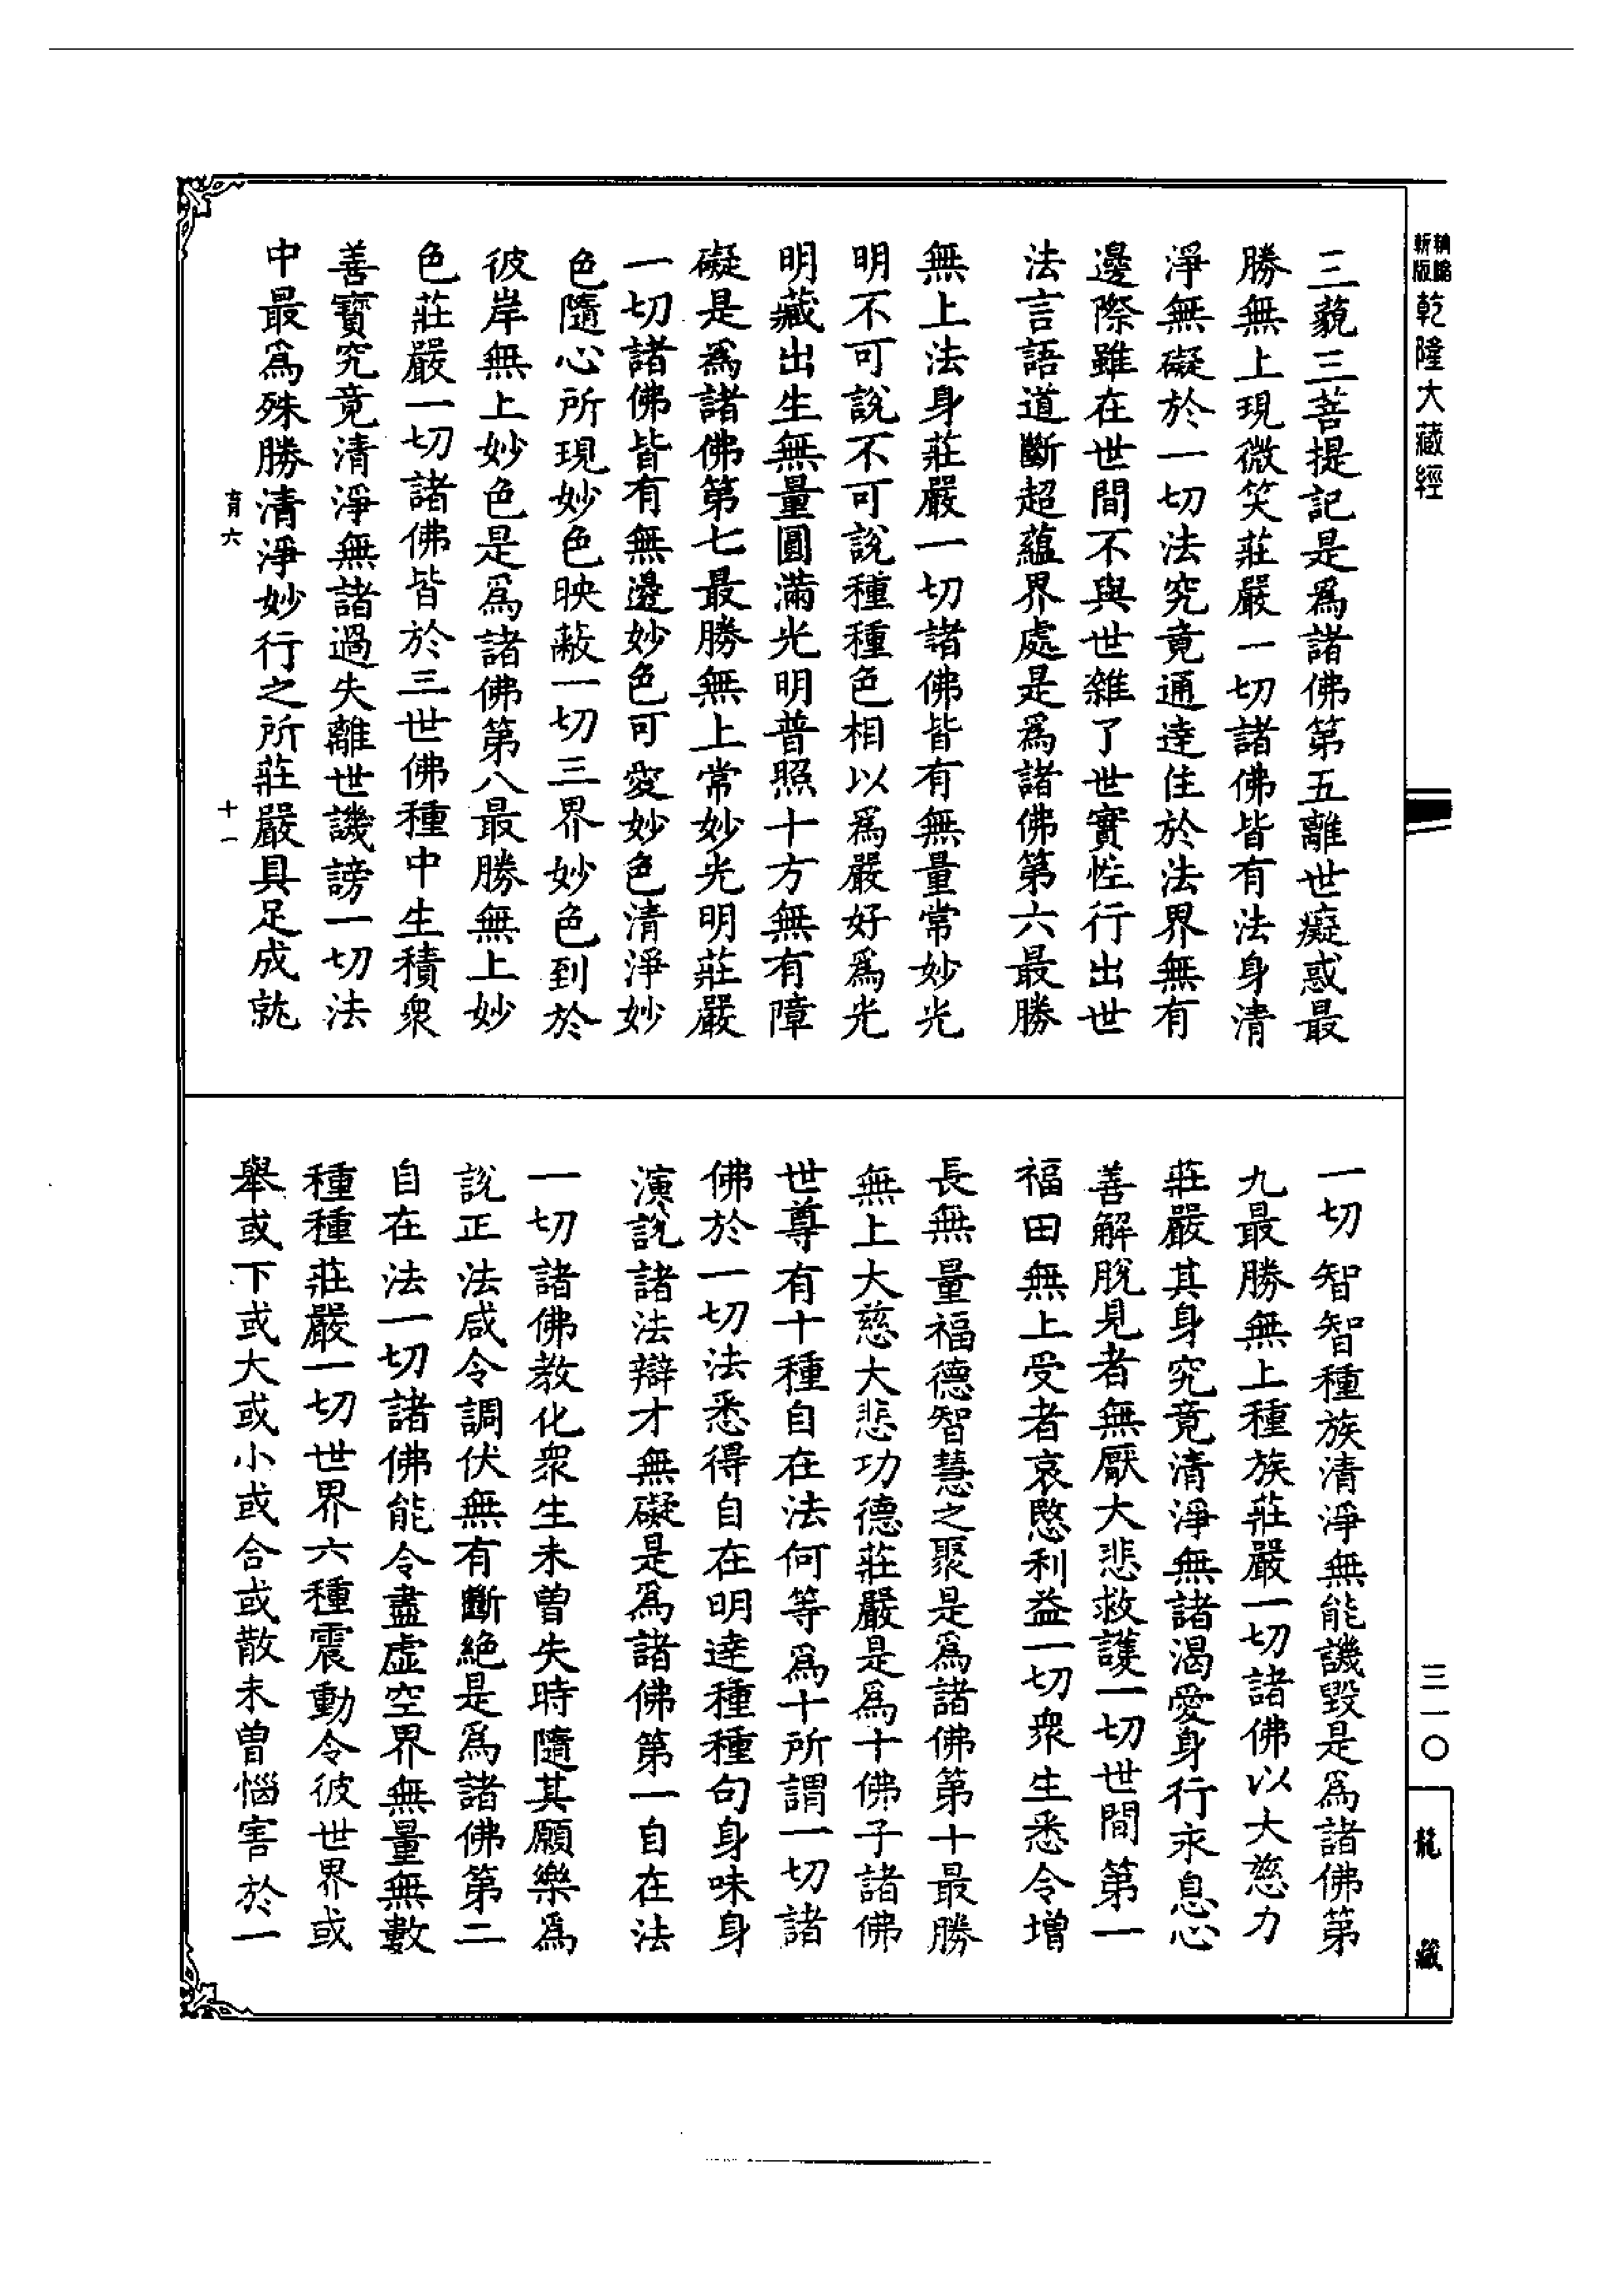 新版
乾隆大藏經
三藐三菩提記是為諸佛第五離世癡惑最
勝無上現微笑莊嚴一切諸佛皆有法身清
淨無礙於一切法究竟通達住於法界無有
邊際雖在世間不與世雜了世實性行出世
法言語道斷超蘊界處是為諸佛第六最勝
無上法身莊嚴一切諸佛皆有無量常妙光
明不可說不可說種種色相以為嚴好為光
明藏出生無量圓滿光明普照十方無有障
礙是為諸佛第七最勝無上常妙光明莊嚴
一切諸佛皆有無邊妙色可愛妙色清淨妙
色隨心所現妙色映蔽一切三界妙色到於
彼岸無上妙色是為諸佛第八最勝無上妙
色莊嚴一切諸佛皆於三世佛種中生積衆
善寶究竟清淨無諸過失離世譏謗一切法
中最為殊勝清淨妙行之所莊嚴具足成就
育六
十一
一切智智種族清淨無能譏毀是為諸佛第
九最勝無上種族莊嚴一切諸佛以大慈力
莊嚴其身究竟清淨無諸渴愛身行永息心
善解脫見者無厭大悲救護一切世間第一
福田無上受者哀愍利益一切衆生悉令增
長無量福德智慧之聚是為諸佛第十最勝
無上大慈大悲功德莊嚴是為十佛子諸佛
世尊有十種自在法何等為十所謂一切諸
佛於一切法悉得自在明達種種句身味身
演說諸法辯才無礙是為諸佛第一自在法
一切諸佛教化衆生未曾失時隨其願樂為
說正法咸令調伏無有斷絕是為諸佛第二
自在法一切諸佛能令盡虛空界無量無數
種種莊嚴一切世界六種震動令彼世界或
舉或下或大或小或合或散未曾惱害於一
三一〇
龍藏